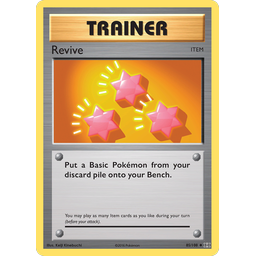 TRAINER
Revive
ITEM
Put a Basic Pokémon from your
discard pile onto your Bench.
You may play as many Item cards as you like during your turn
(before your attack).